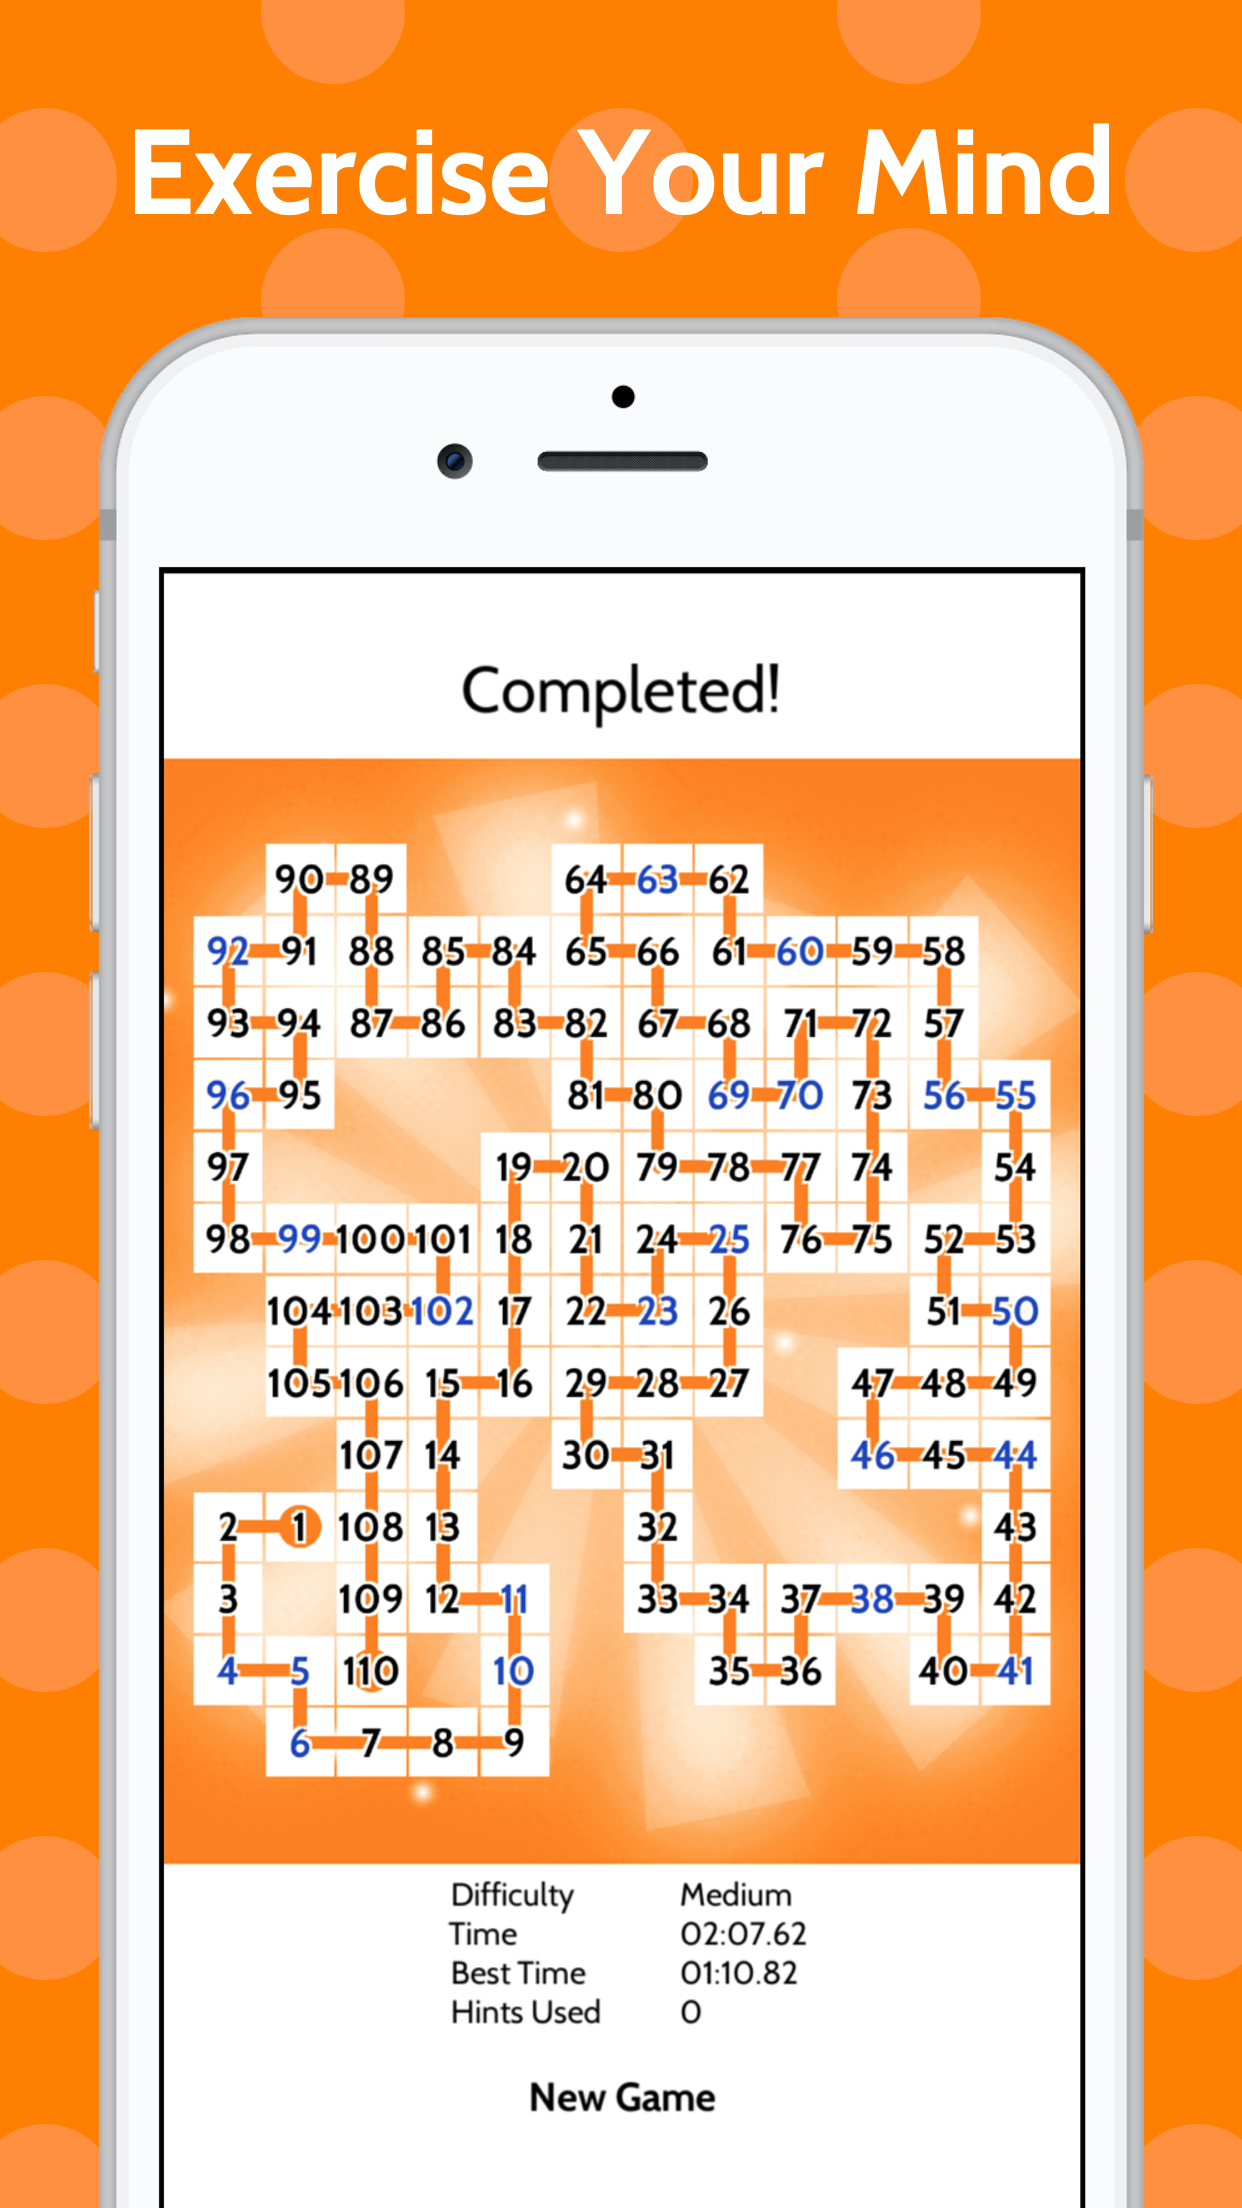 Exercise Your Mind
Completed!
90 89 64 63 62
92 91 88 85 84 65 66 61 60 59 58
93 94 87 86 83 82 67 68 71 72 57
96 95 81 80 69 70 73 56 55
97 19 20 79 78 77 74 54
98 99 100 101 18 21 24 25 76 75 52 53
104 103 102 17 22 23 26 51 50
105 106 15 16 29 28 27 47 48 49
107 14 30 31 46 45 44
2 1 108 13 32 43
3 109 12 11 33 34 37 38 39 42
4 5 110 10 35 36 40 41
6 7 8 9
Difficulty Medium
Time 02:07.62
Best Time 01:10.82
Hints Used 0
New Game